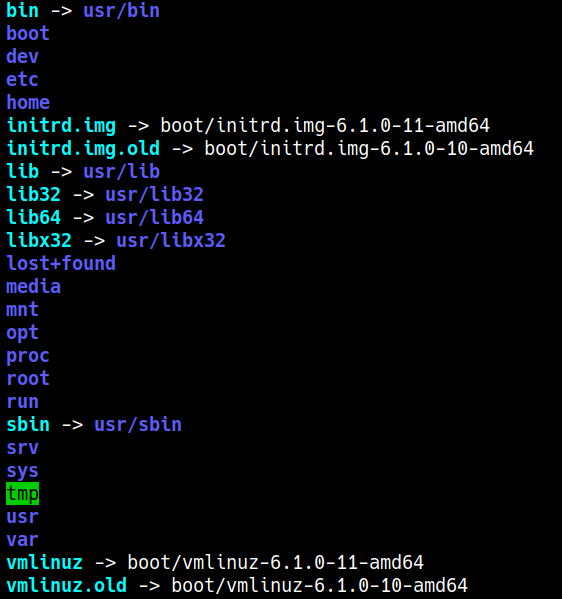 bin -> usr/bin
boot
dev
etc
home
initrd.img -> boot/initrd.img-6.1.0-11-amd64
initrd.img.old -> boot/initrd.img-6.1.0-10-amd64
lib -> usr/lib
lib32 -> usr/lib32
lib64 -> usr/lib64
libx32 -> usr/libx32
lost+found
media
mnt
opt
proc
root
run
sbin -> usr/sbin
srv
sys
tmp
usr
var
vmlinuz -> boot/vmlinuz-6.1.0-11-amd64
vmlinuz.old -> boot/vmlinuz-6.1.0-10-amd64